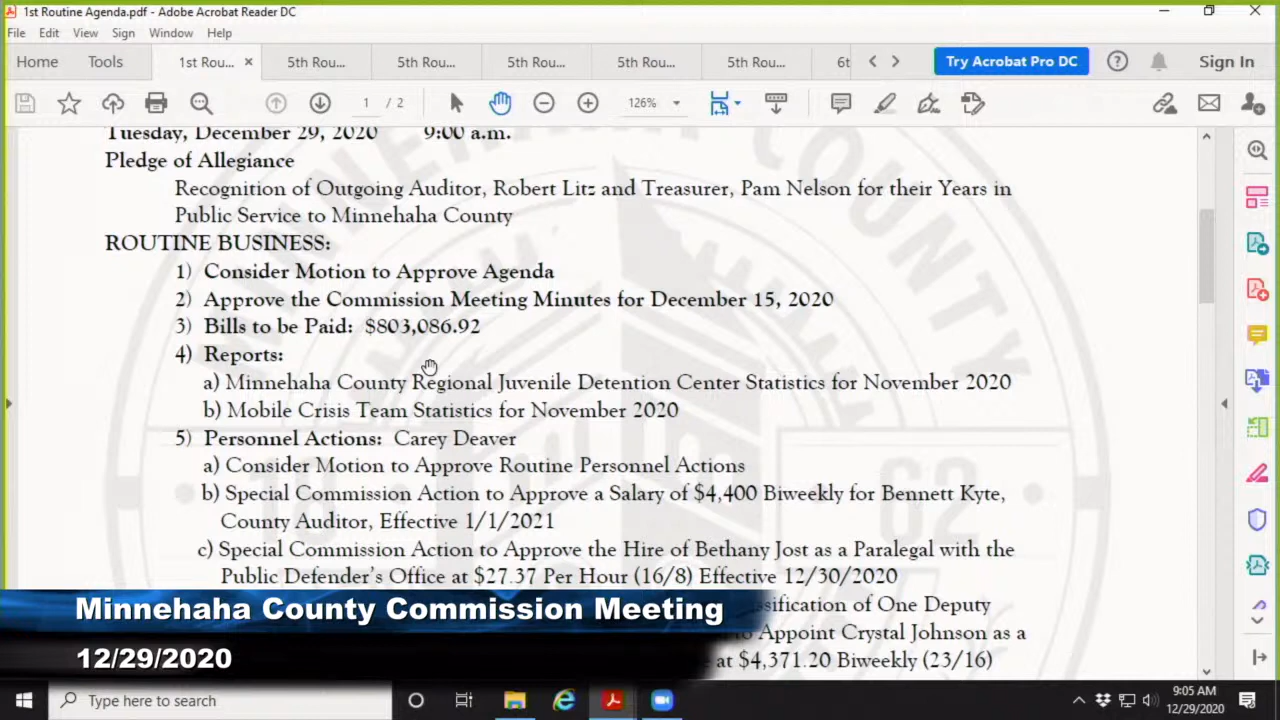 1st Routine Agenda.pdf - Adobe Acrobat Reader DC
File Edit View Sign Window Help
Home Tools 1st Rou... × 5th Rou... 5th Rou... 5th Rou... 5th Rou... 5th Rou... 6t Try Acrobat Pro DC Sign In
1 / 2 126%
Tuesday, December 29, 2020 9:00 a.m.
Pledge of Allegiance
Recognition of Outgoing Auditor, Robert Litz and Treasurer, Pam Nelson for their Years in
Public Service to Minnehaha County
ROUTINE BUSINESS:
1) Consider Motion to Approve Agenda
2) Approve the Commission Meeting Minutes for December 15, 2020
3) Bills to be Paid: $803,086.92
4) Reports:
a) Minnehaha County Regional Juvenile Detention Center Statistics for November 2020
b) Mobile Crisis Team Statistics for November 2020
5) Personnel Actions: Carey Deaver
a) Consider Motion to Approve Routine Personnel Actions
b) Special Commission Action to Approve a Salary of $4,400 Biweekly for Bennett Kyte,
County Auditor, Effective 1/1/2021
c) Special Commission Action to Approve the Hire of Bethany Jost as a Paralegal with the
Public Defender's Office at $27.37 Per Hour (16/8) Effective 12/30/2020
of One Deputy
Appoint Crystal Johnson as a
at $4,371.20 Biweekly (23/16)
Minnehaha County Commission Meeting
12/29/2020
Type here to search
9:05 AM
12/29/2020